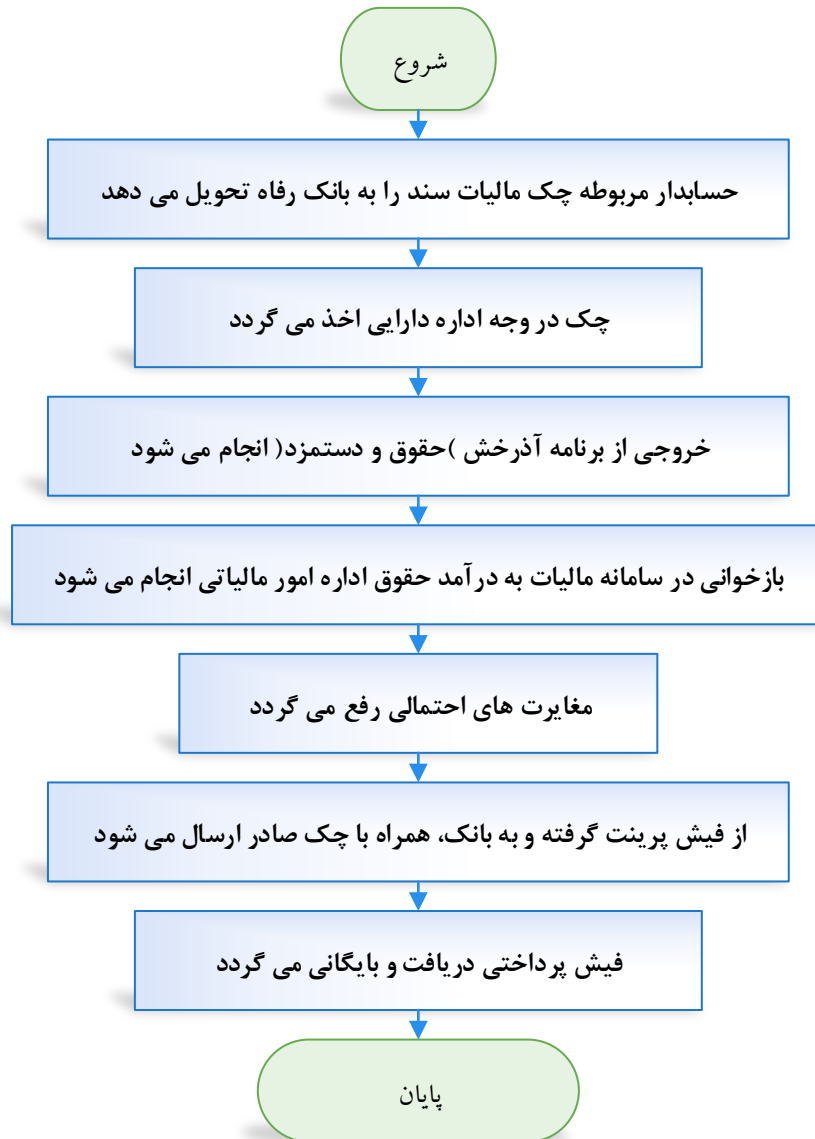 شروع
حسابدار مربوطه چک مالیات سند را به بانک رفاه تحویل می دهد
چک در وجه اداره دارایی اخذ می گردد
خروجی از برنامه آذرخش )حقوق و دستمزد( انجام می شود
بازخوانی در سامانه مالیات به درآمد حقوق اداره امور مالیاتی انجام می شود
مغایرت های احتمالی رفع می گردد
از فیش پرینت گرفته و به بانک، همراه با چک صادر ارسال می شود
فیش پرداختی دریافت و بایگانی می گردد
پایان